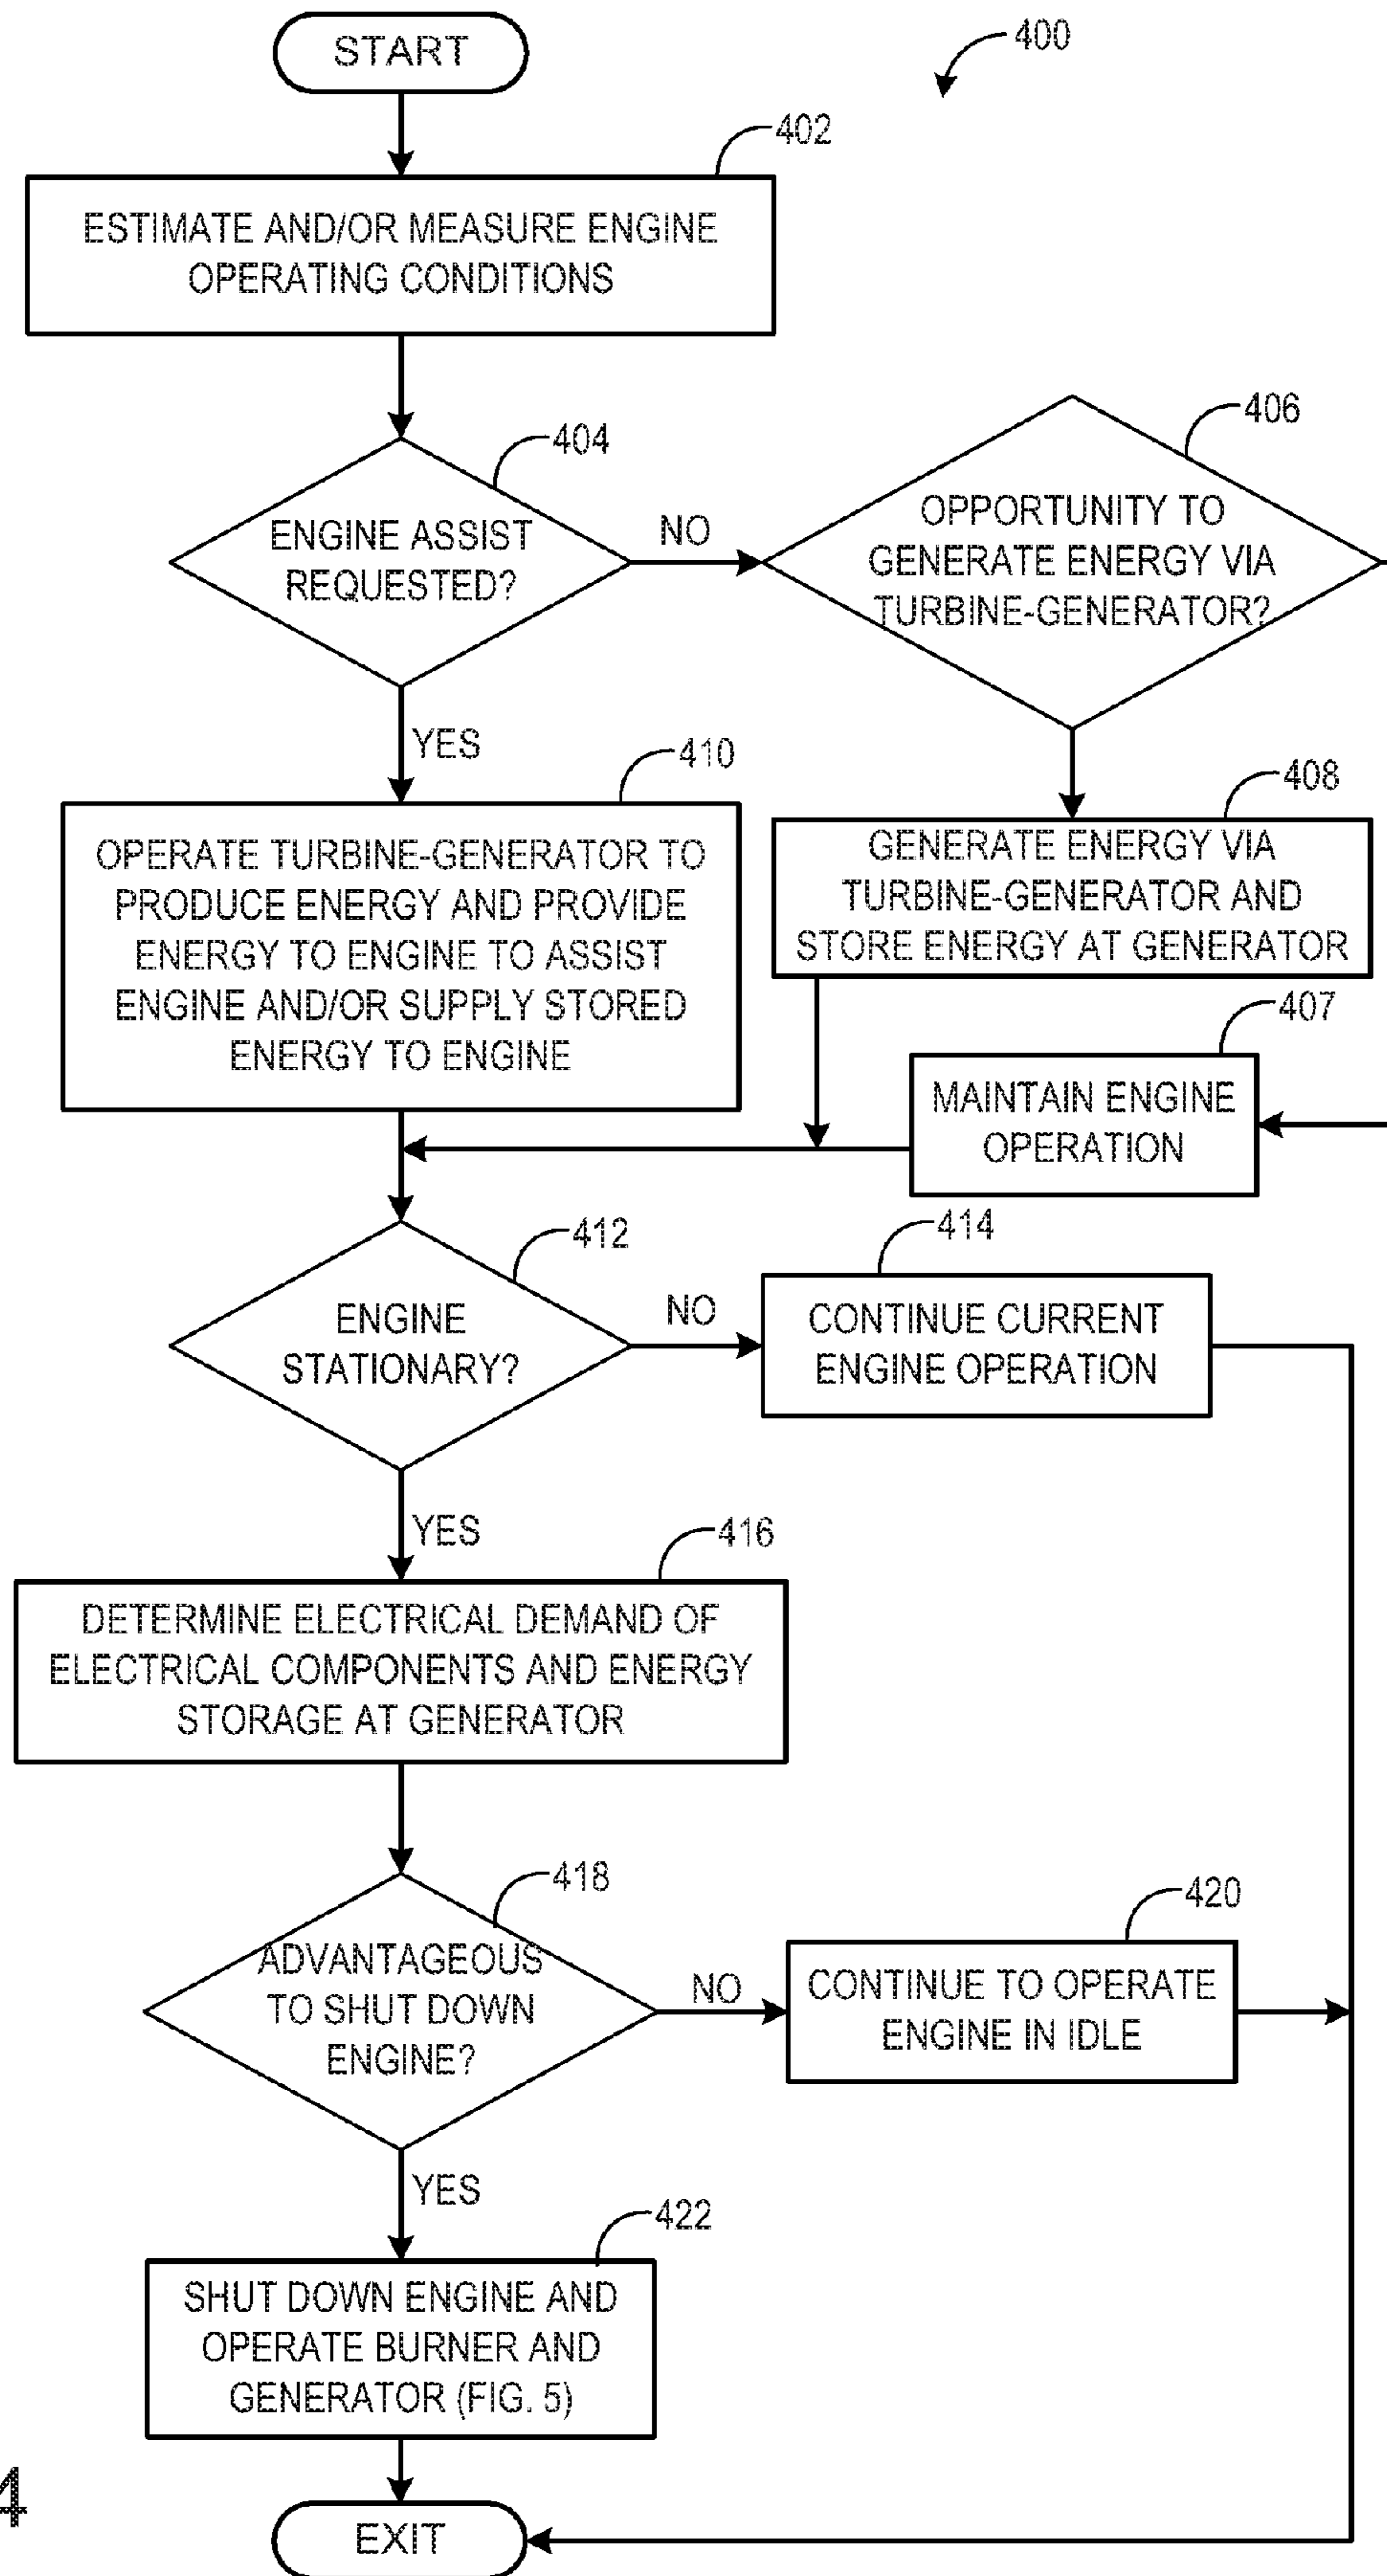 START
400
402
ESTIMATE AND/OR MEASURE ENGINE
OPERATING CONDITIONS
404
ENGINE ASSIST
REQUESTED?
NO
406
OPPORTUNITY TO
GENERATE ENERGY VIA
TURBINE-GENERATOR?
YES
410
OPERATE TURBINE-GENERATOR TO
PRODUCE ENERGY AND PROVIDE
ENERGY TO ENGINE TO ASSIST
ENGINE AND/OR SUPPLY STORED
ENERGY TO ENGINE
408
GENERATE ENERGY VIA
TURBINE-GENERATOR AND
STORE ENERGY AT GENERATOR
407
MAINTAIN ENGINE
OPERATION
412
ENGINE
STATIONARY?
NO
414
CONTINUE CURRENT
ENGINE OPERATION
YES
416
DETERMINE ELECTRICAL DEMAND OF
ELECTRICAL COMPONENTS AND ENERGY
STORAGE AT GENERATOR
418
ADVANTAGEOUS
TO SHUT DOWN
ENGINE?
NO
420
CONTINUE TO OPERATE
ENGINE IN IDLE
YES
422
SHUT DOWN ENGINE AND
OPERATE BURNER AND
GENERATOR (FIG. 5)
4
EXIT